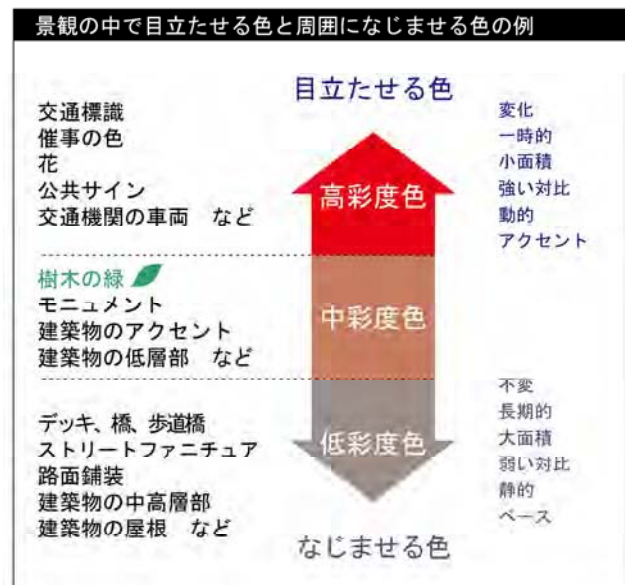 景観の中で目立たせる色と周囲になじませる色の例
目立たせる色
交通標識
催事の色
花
公共サイン
交通機関の車両　など
高彩度色
変化
一時的
小面積
強い対比
動的
アクセント
樹木の緑
モニュメント
建築物のアクセント
建築物の低層部　など
中彩度色
デッキ、橋、歩道橋
ストリートファニチュア
路面舗装
建築物の中高層部
建築物の屋根　など
低彩度色
不変
長期的
大面積
弱い対比
静的
ベース
なじませる色